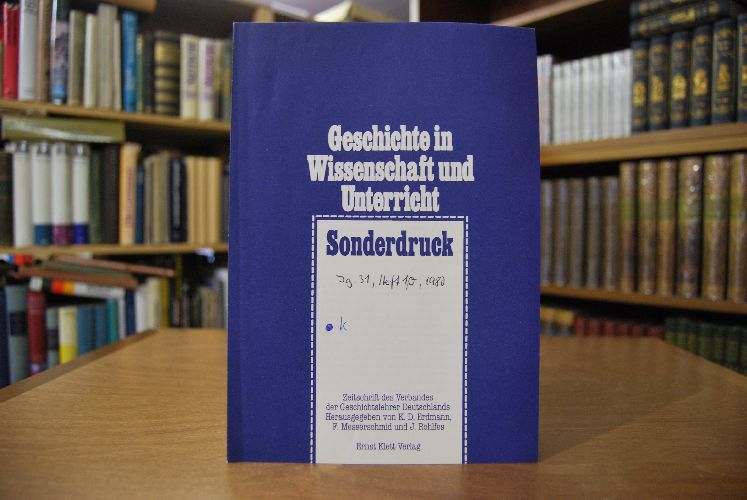 Geschichte in
Wissenschaft und
Unterricht
Sonderdruck
Jg. 31, Heft 10, 1980
k
Zeitschrift des Verbandes
der Geschichtslehrer Deutschlands
Herausgegeben von K. D. Erdmann,
F. Messerschmid und J. Rohlfes
Ernst Klett Verlag